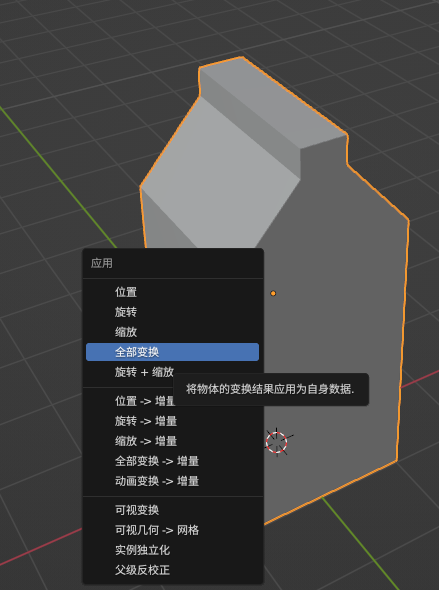 应用
位置
旋转
缩放
全部变换
旋转 + 缩放
将物体的变换结果应用为自身数据.
位置 -> 增量
旋转 -> 增量
缩放 -> 增量
全部变换 -> 增量
动画变换 -> 增量
可视变换
可视几何 -> 网格
实例独立化
父级反校正